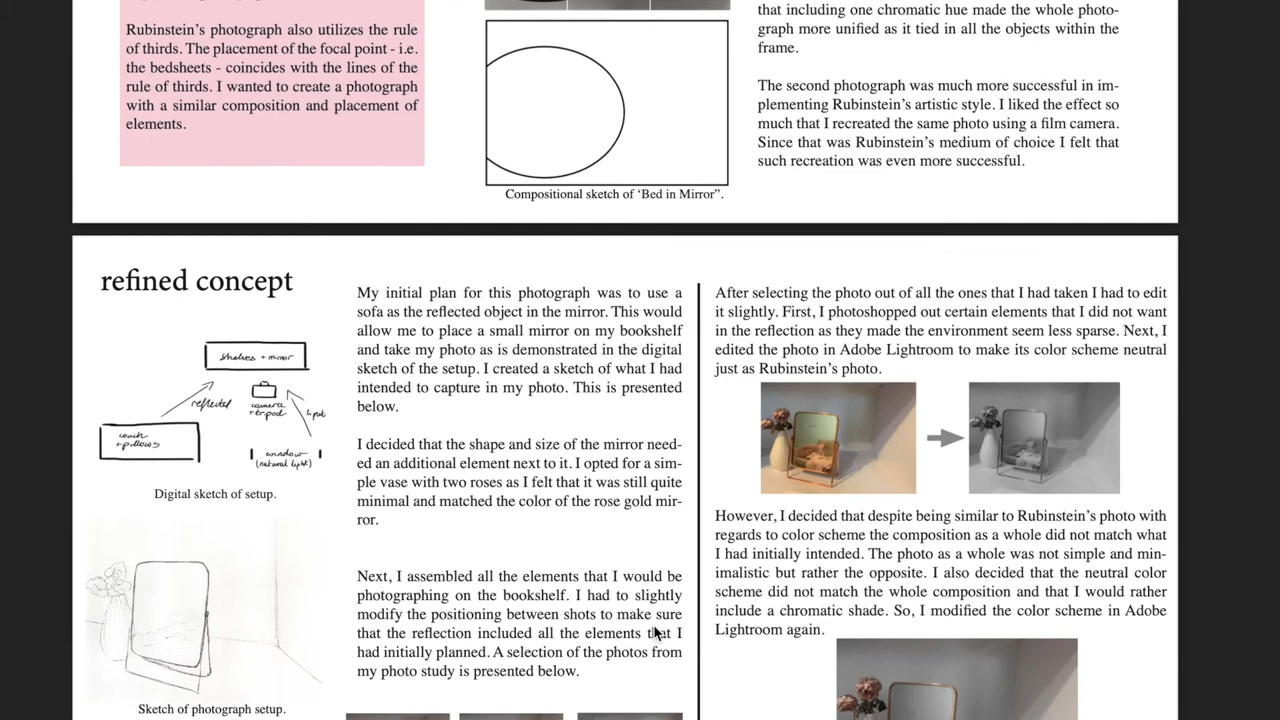 Rubinstein's photograph also utilizes the rule
of thirds. The placement of the focal point - i.e.
the bedsheets - coincides with the lines of the
rule of thirds. I wanted to create a photograph
with a similar composition and placement of
elements.
Compositional sketch of 'Bed in Mirror".
that including one chromatic hue made the whole photo-
graph more unified as it tied in all the objects within the
frame.
The second photograph was much more successful in im-
plementing Rubinstein's artistic style. I liked the effect so
much that I recreated the same photo using a film camera.
Since that was Rubinstein's medium of choice I felt that
such recreation was even more successful.
refined concept
shelves + mirror
reflected
camera
+ tripod
light
couch
+ pillows
window
(natural light)
Digital sketch of setup.
Sketch of photograph setup.
My initial plan for this photograph was to use a
sofa as the reflected object in the mirror. This would
allow me to place a small mirror on my bookshelf
and take my photo as is demonstrated in the digital
sketch of the setup. I created a sketch of what I had
intended to capture in my photo. This is presented
below.
I decided that the shape and size of the mirror need-
ed an additional element next to it. I opted for a sim-
ple vase with two roses as I felt that it was still quite
minimal and matched the color of the rose gold mir-
ror.
Next, I assembled all the elements that I would be
photographing on the bookshelf. I had to slightly
modify the positioning between shots to make sure
that the reflection included all the elements that I
had initially planned. A selection of the photos from
my photo study is presented below.
After selecting the photo out of all the ones that I had taken I had to edit
it slightly. First, I photoshopped out certain elements that I did not want
in the reflection as they made the environment seem less sparse. Next, I
edited the photo in Adobe Lightroom to make its color scheme neutral
just as Rubinstein's photo.
However, I decided that despite being similar to Rubinstein's photo with
regards to color scheme the composition as a whole did not match what
I had initially intended. The photo as a whole was not simple and min-
imalistic but rather the opposite. I also decided that the neutral color
scheme did not match the whole composition and that I would rather
include a chromatic shade. So, I modified the color scheme in Adobe
Lightroom again.